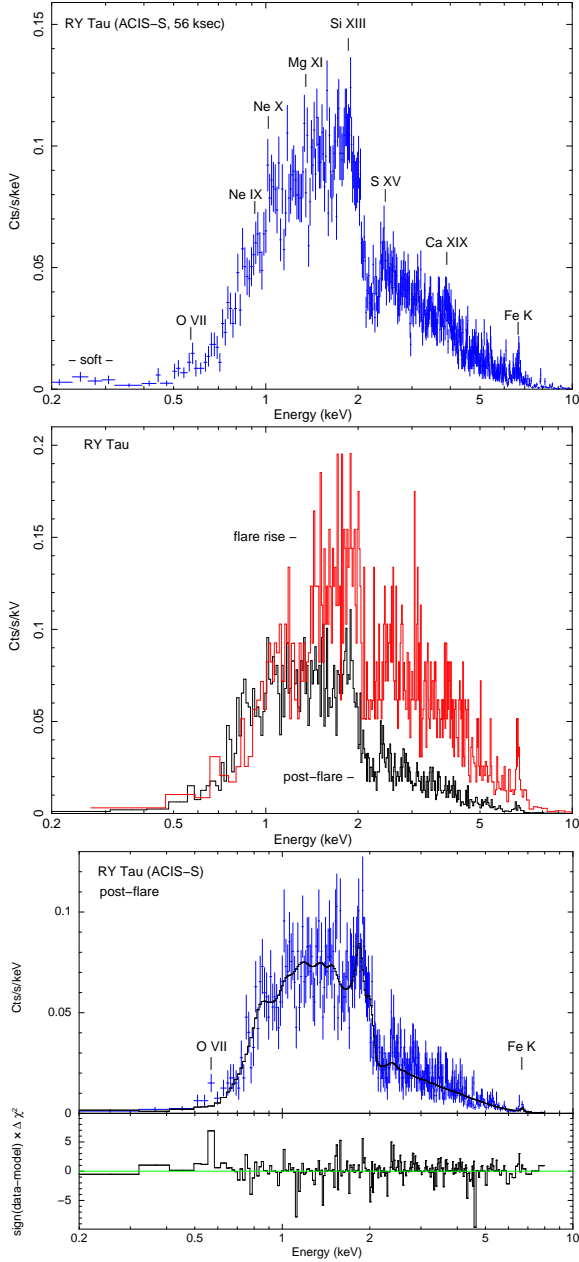 RY Tau (ACIS−S, 56 ksec)
Si XIII
Mg XI
Ne X
Ne IX
S XV
Ca XIX
O VII
Fe K
− soft −
Cts/s/keV
0
0.05
0.1
0.15
0.2 0.5 1 2 5 10
Energy (keV)
RY Tau
flare rise −
post−flare −
Cts/s/kV
0
0.05
0.1
0.15
0.2
0.2 0.5 1 2 5 10
Energy (keV)
RY Tau (ACIS−S)
post−flare
O VII
Fe K
Cts/s/keV
0
0.05
0.1
sign(data−model) × Δ χ²
−5
0
5
0.2 0.5 1 2 5 10
Energy (keV)